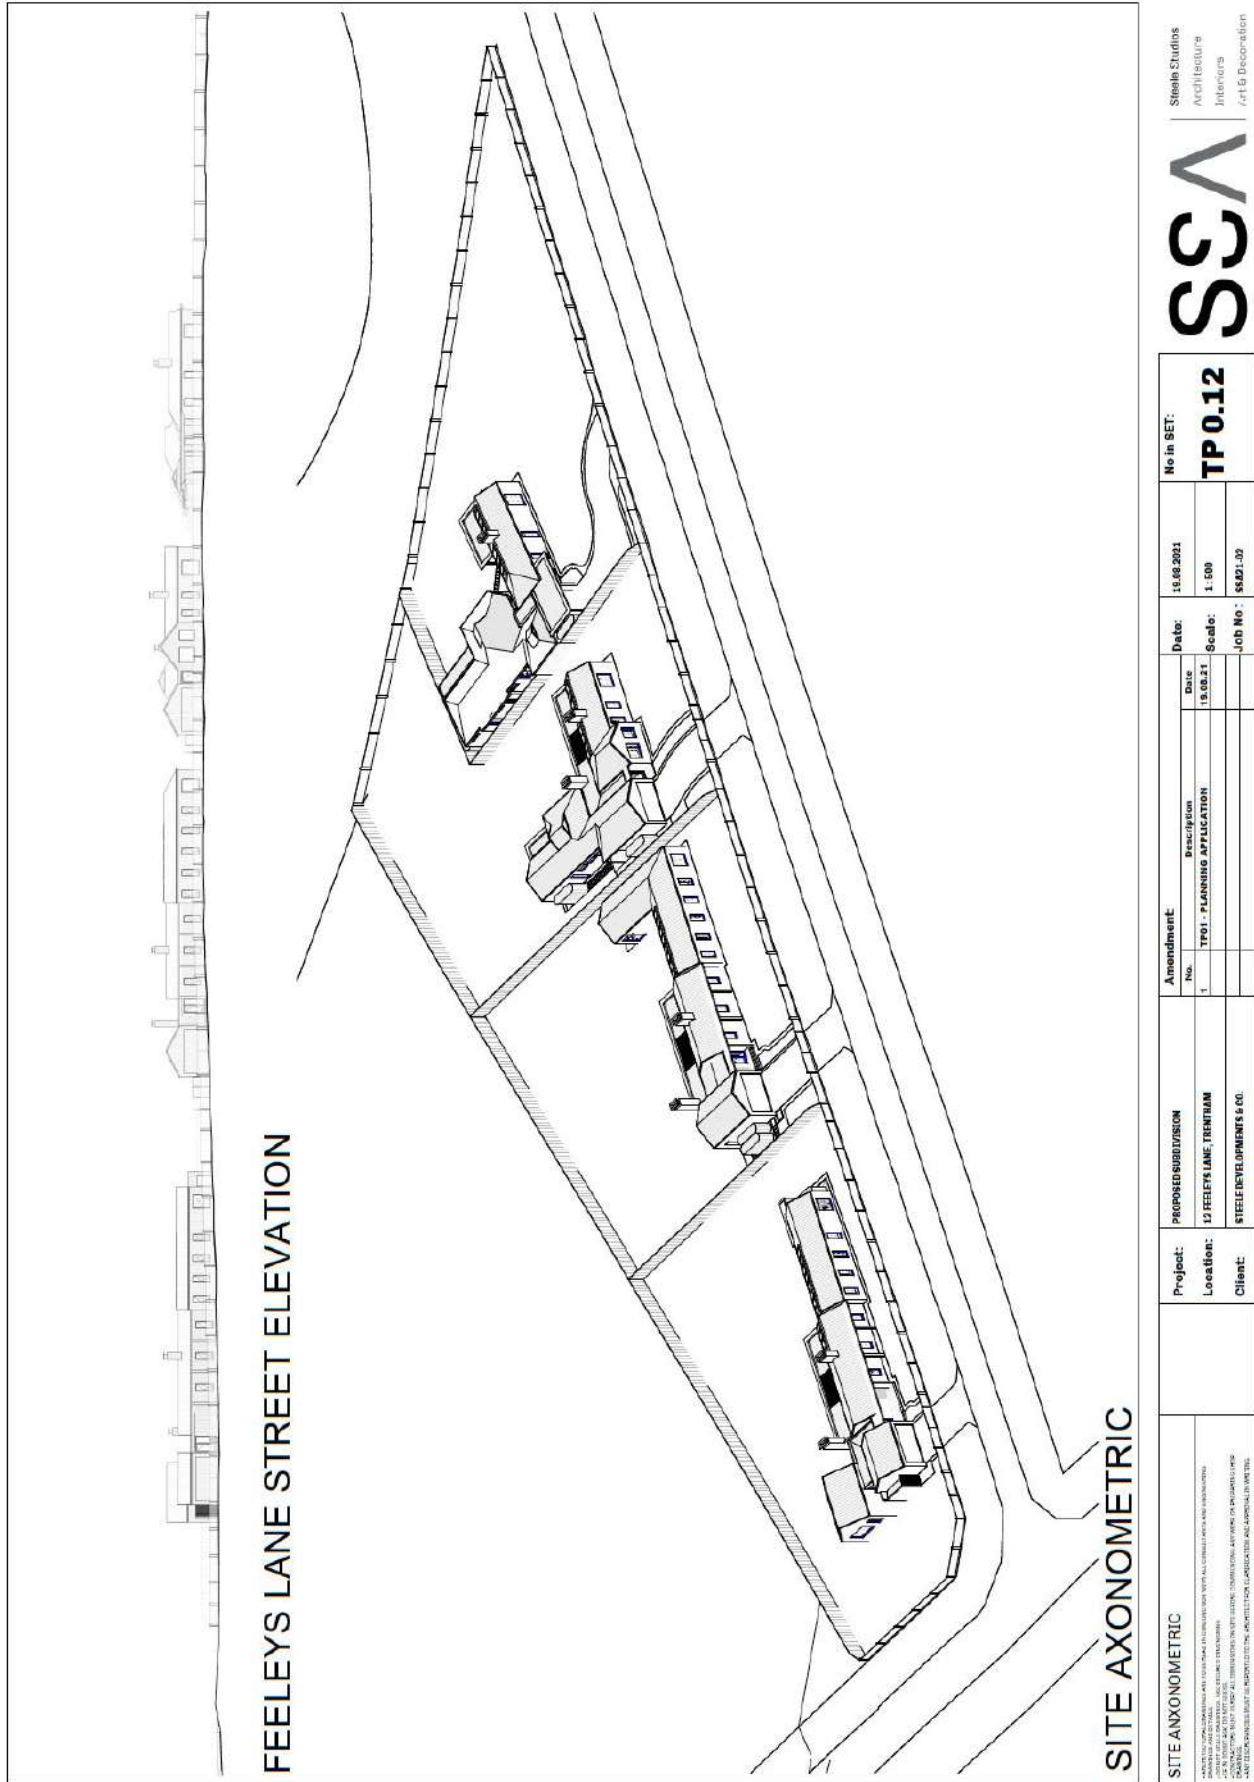 FEELEYS LANE STREET ELEVATION
SITE AXONOMETRIC
SITE ANXONOMETRIC
Project: PROPOSED SUBDIVISION
Location: 12 FEELEYS LANE, TRENTHAM
Client: STEELE DEVELOPMENTS & CO.
Amendment:
No. Description Date
1 TP01 - PLANNING APPLICATION 19.08.21
Date: 19.08.2021
Scale: 1:500
Job No: SSA21-02
No in SET:
TP 0.12
SSA
Steele Studios
Architecture
Interiors
Art & Decoration